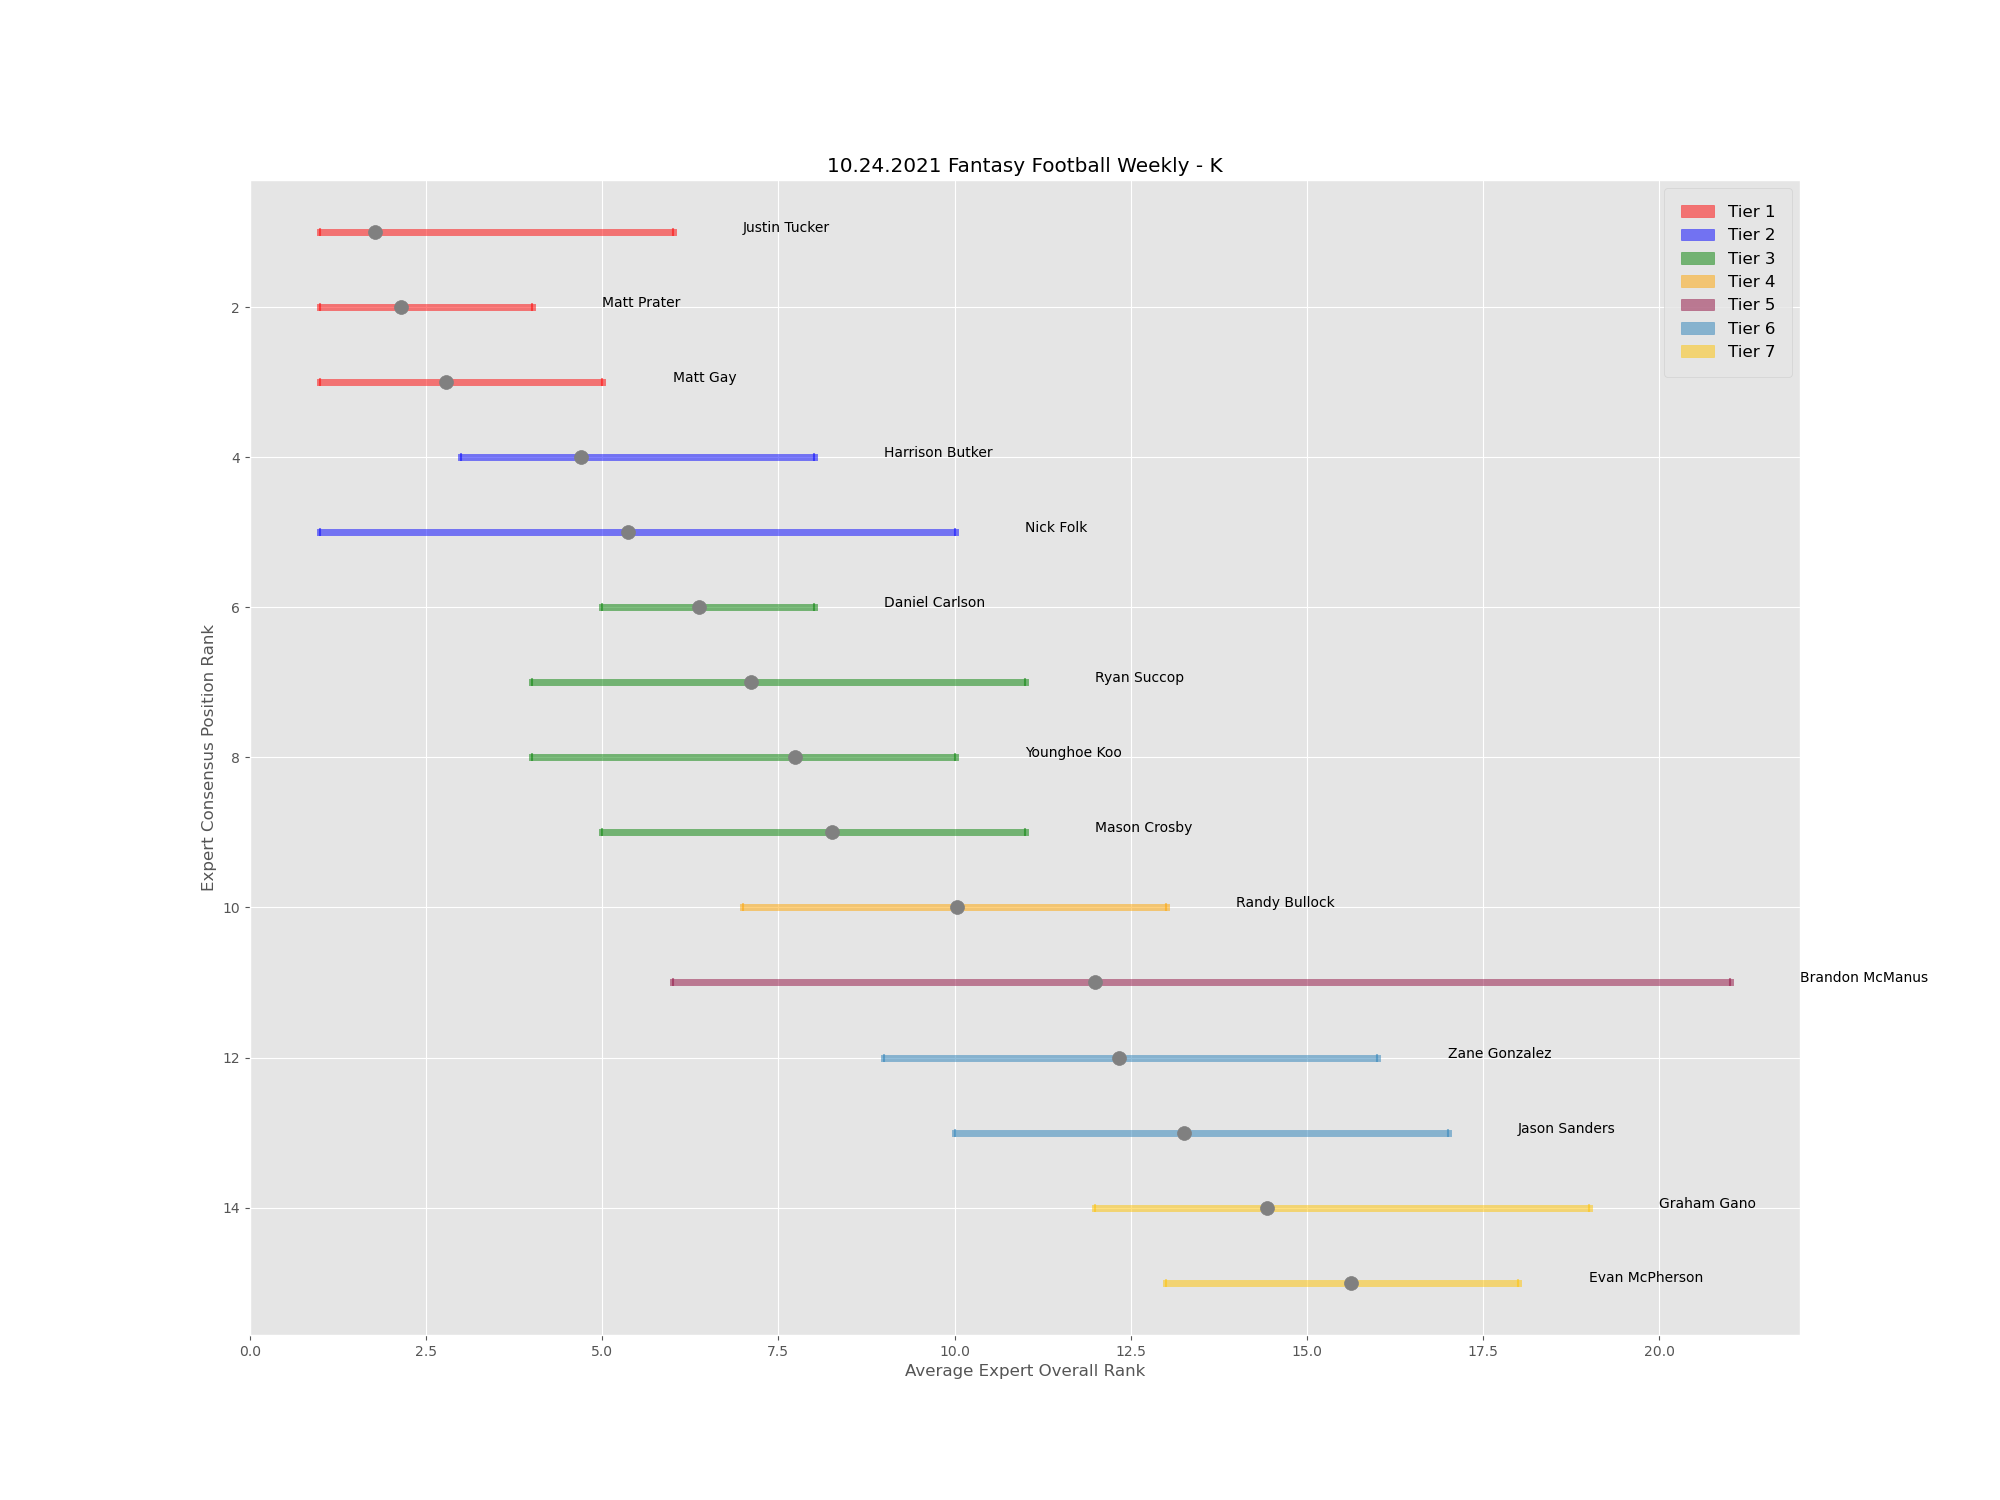 10.24.2021 Fantasy Football Weekly - K
Tier 1
Tier 2
Tier 3
Tier 4
Tier 5
Tier 6
Tier 7
Justin Tucker
Matt Prater
Matt Gay
Harrison Butker
Nick Folk
Daniel Carlson
Ryan Succop
Younghoe Koo
Mason Crosby
Randy Bullock
Brandon McManus
Zane Gonzalez
Jason Sanders
Graham Gano
Evan McPherson
Expert Consensus Position Rank
2
4
6
8
10
12
14
0.0 2.5 5.0 7.5 10.0 12.5 15.0 17.5 20.0
Average Expert Overall Rank